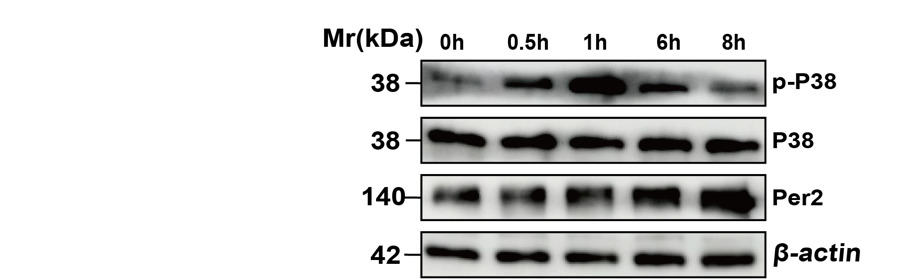 Mr(kDa) 0h 0.5h 1h 6h 8h
38 p-P38
38 P38
140 Per2
42 β-actin